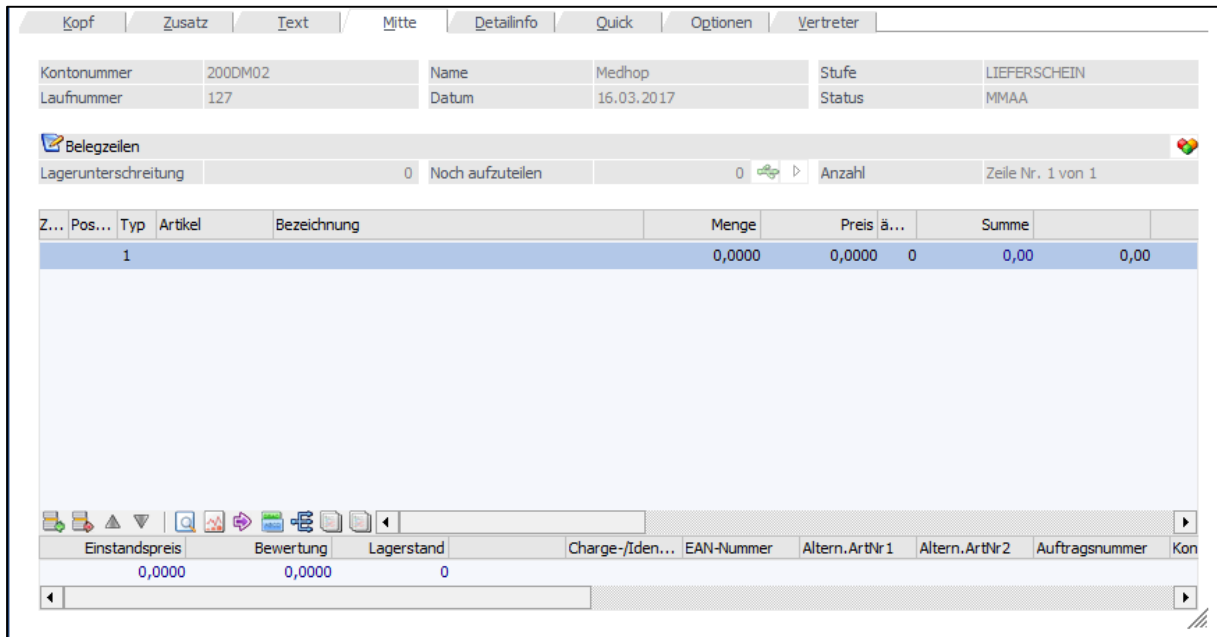 Kopf Zusatz Text Mitte Detailinfo Quick Optionen Vertreter
Kontonummer 200DM02 Name Medhop Stufe LIEFERSCHEIN
Laufnummer 127 Datum 16.03.2017 Status MMAA
Belegzeilen
Lagerunterschreitung 0 Noch aufzuteilen 0 Anzahl Zeile Nr. 1 von 1
Z... Pos... Typ Artikel Bezeichnung Menge Preis ä... Summe
1 0,0000 0,0000 0 0,00 0,00
Einstandspreis Bewertung Lagerstand Charge-/Iden... EAN-Nummer Altern.ArtNr1 Altern.ArtNr2 Auftragsnummer Kon
0,0000 0,0000 0